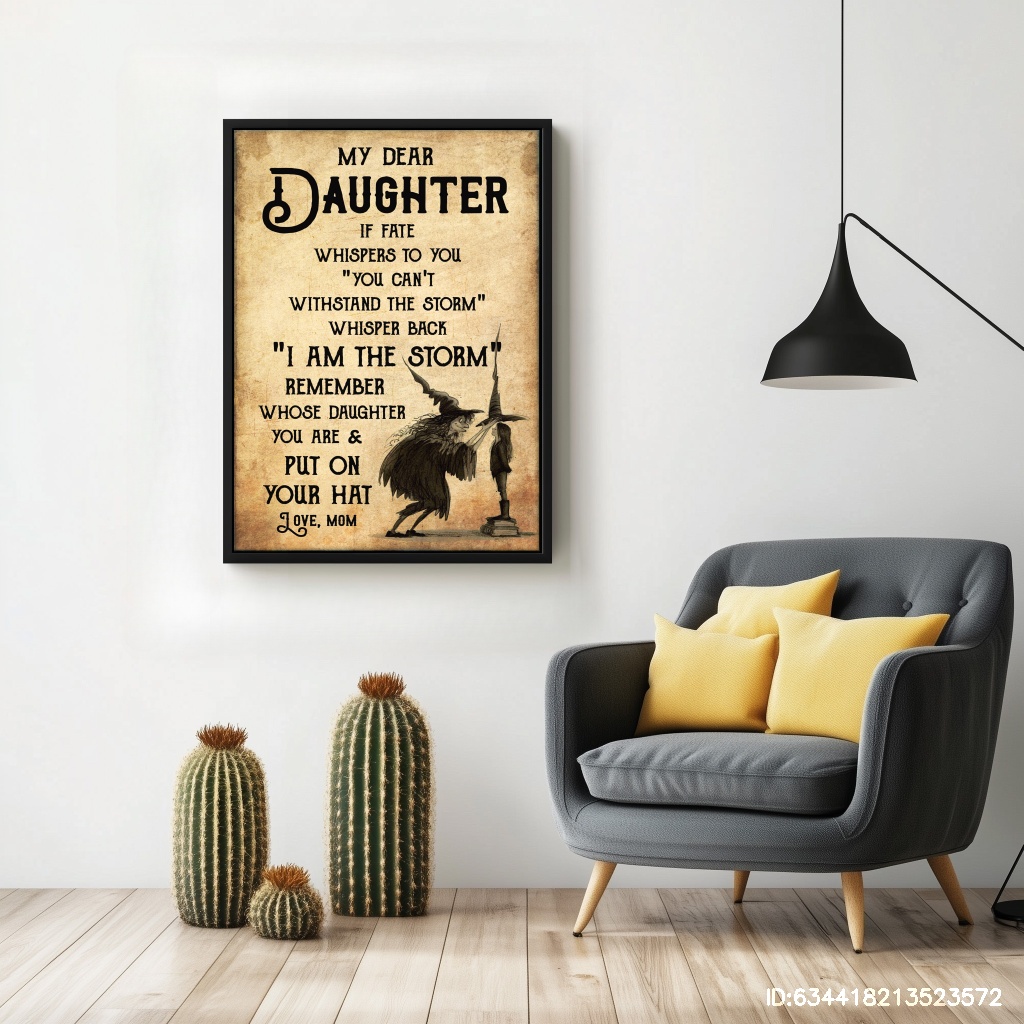 MY DEAR
DAUGHTER
IF FATE
WHISPERS TO YOU
"YOU CAN'T
WITHSTAND THE STORM"
WHISPER BACK
"I AM THE STORM"
REMEMBER
WHOSE DAUGHTER
YOU ARE &
PUT ON
YOUR HAT
LOVE, MOM
ID:634418213523572